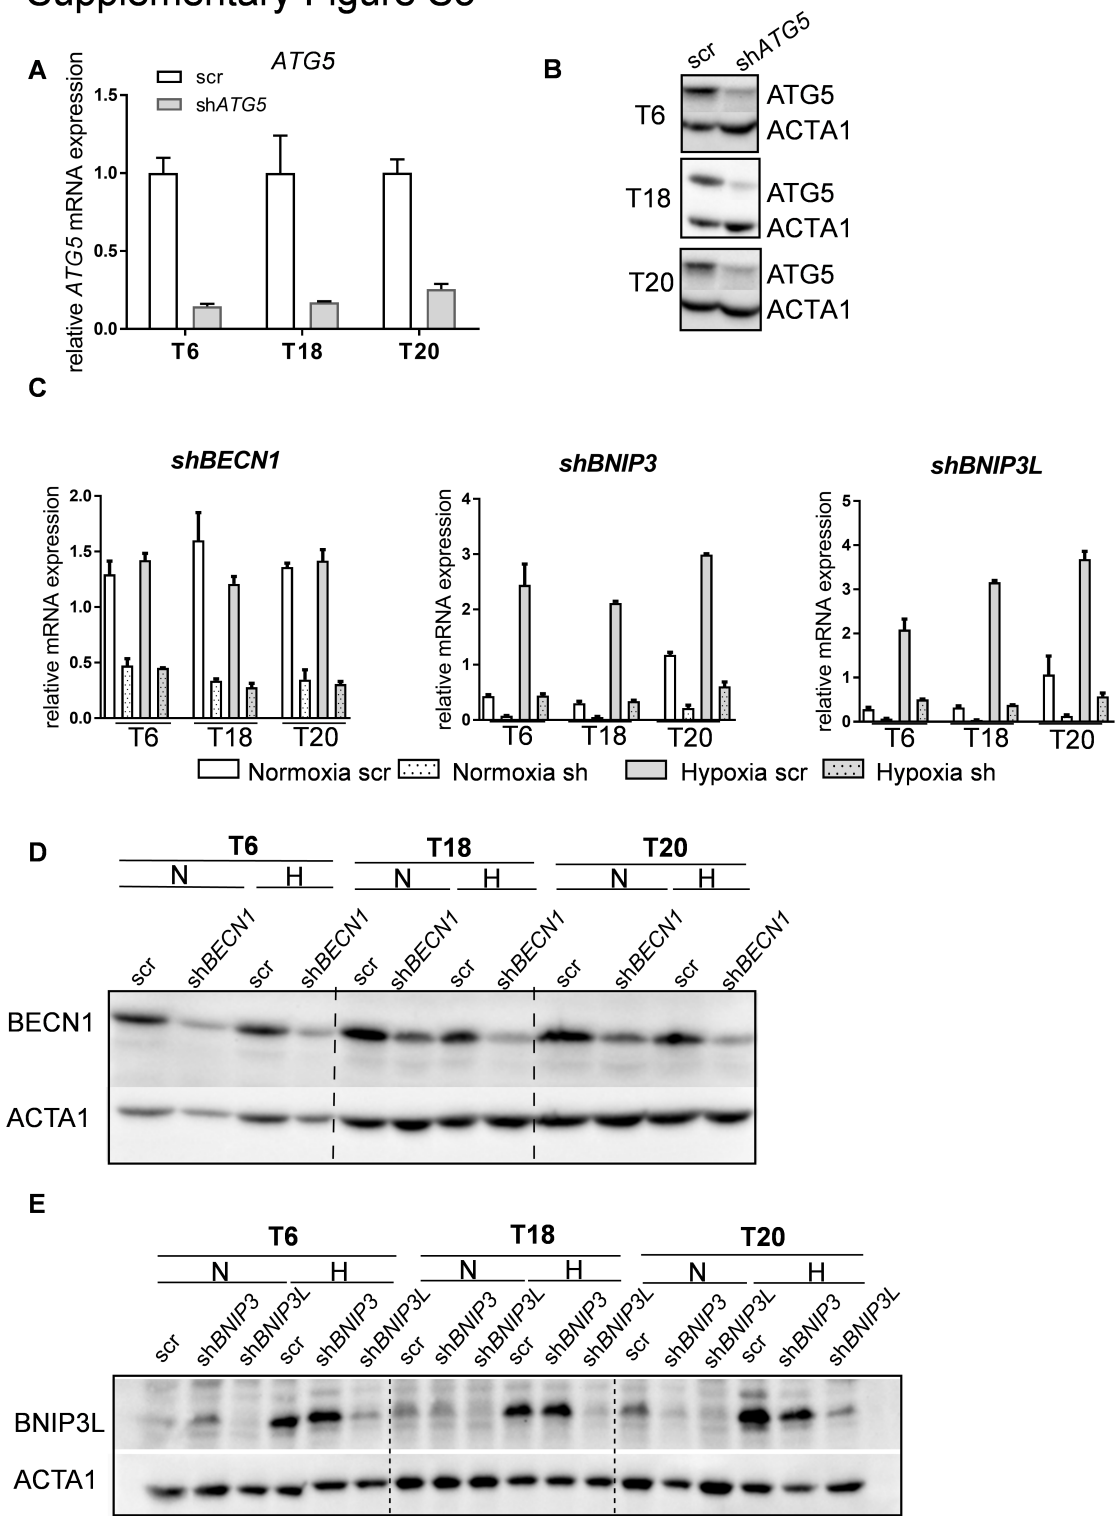 Supplementary Figure S3
A
ATG5
scr
shATG5
relative ATG5 mRNA expression
1.5
1.0
0.5
0.0
T6
T18
T20
B
scr
shATG5
T6
ATG5
ACTA1
T18
ATG5
ACTA1
T20
ATG5
ACTA1
C
shBECN1
relative mRNA expression
2.0
1.5
1.0
0.5
0.0
T6
T18
T20
shBNIP3
relative mRNA expression
4
3
2
1
0
T6
T18
T20
shBNIP3L
relative mRNA expression
5
4
3
2
1
0
T6
T18
T20
Normoxia scr
Normoxia sh
Hypoxia scr
Hypoxia sh
D
T6
T18
T20
N
H
N
H
N
H
scr
shBECN1
scr
shBECN1
scr
shBECN1
scr
shBECN1
scr
shBECN1
scr
shBECN1
BECN1
ACTA1
E
T6
T18
T20
N
H
N
H
N
H
scr
shBNIP3
shBNIP3L
scr
shBNIP3
shBNIP3L
scr
shBNIP3
shBNIP3L
scr
shBNIP3
shBNIP3L
scr
shBNIP3
shBNIP3L
scr
shBNIP3
shBNIP3L
BNIP3L
ACTA1